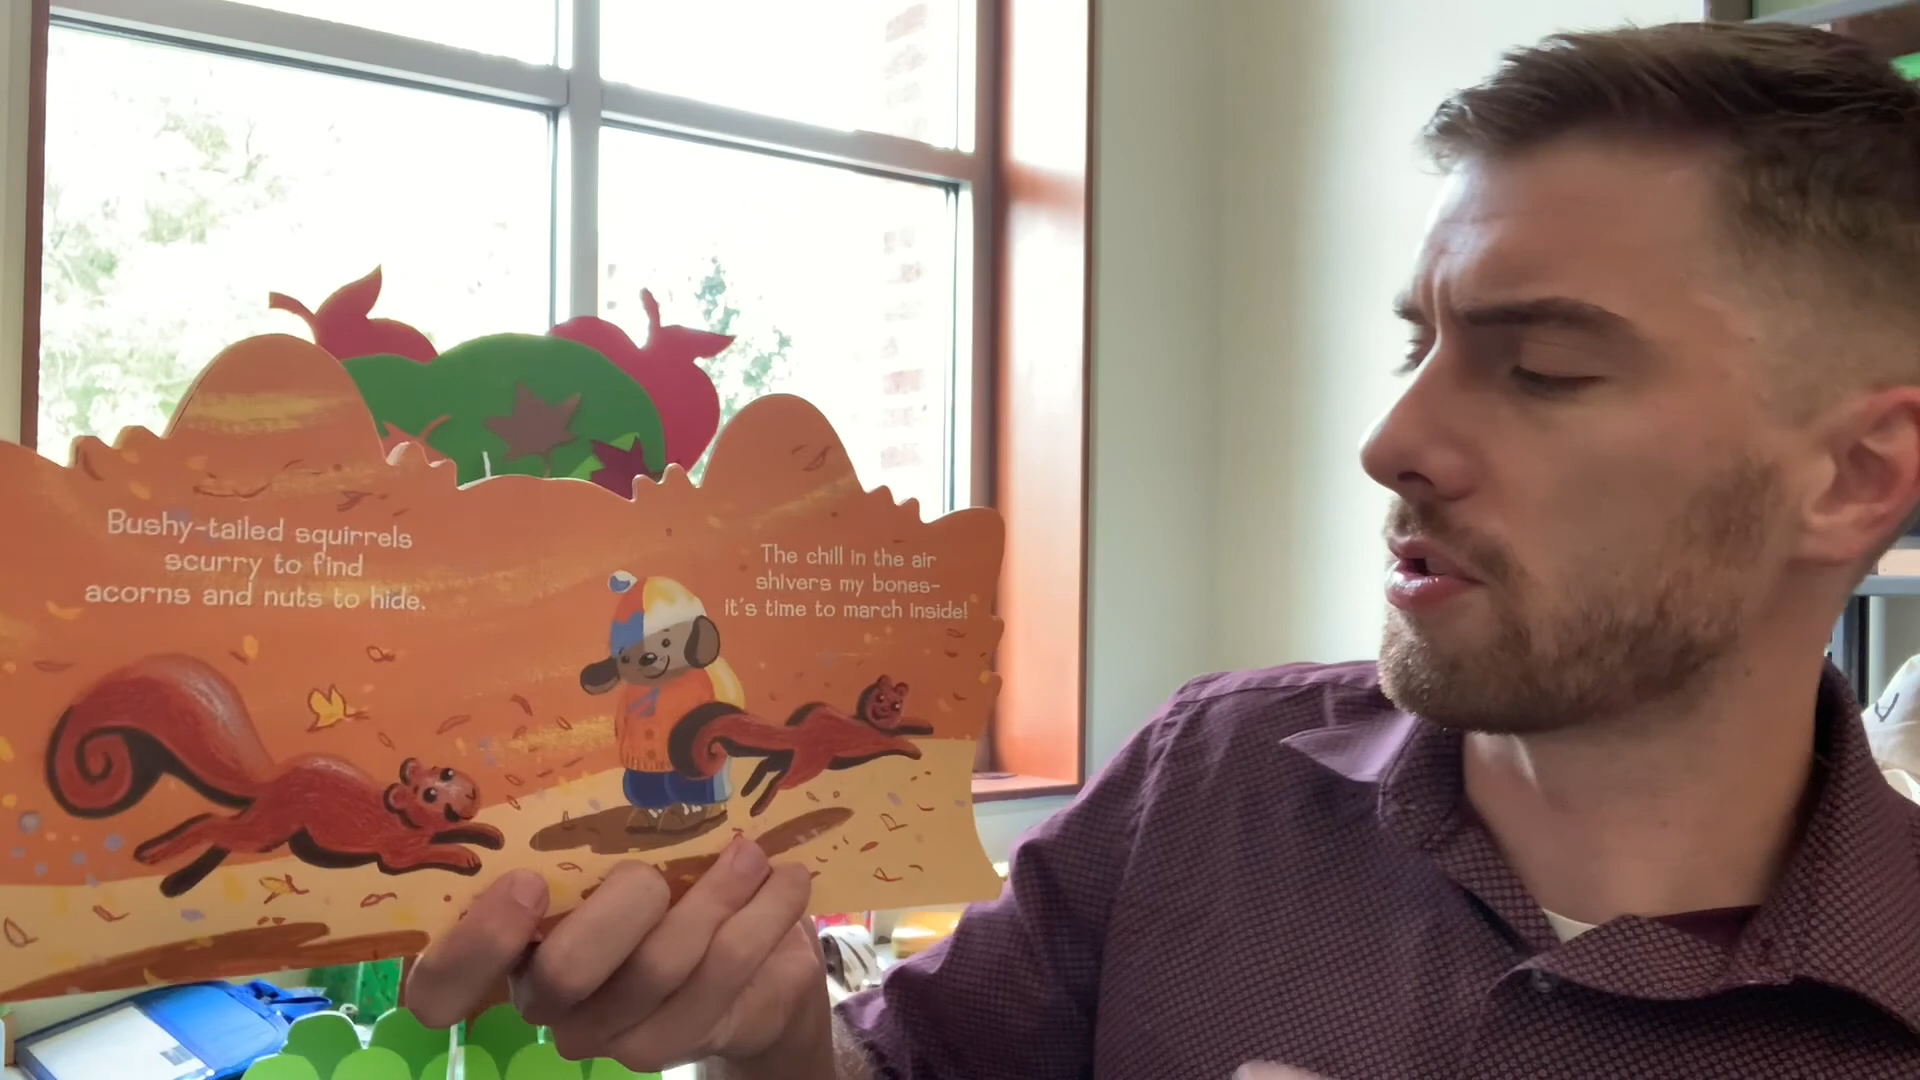 Bushy-tailed squirrels
scurry to find
acorns and nuts to hide.
The chill in the air
shivers my bones–
it's time to march inside!